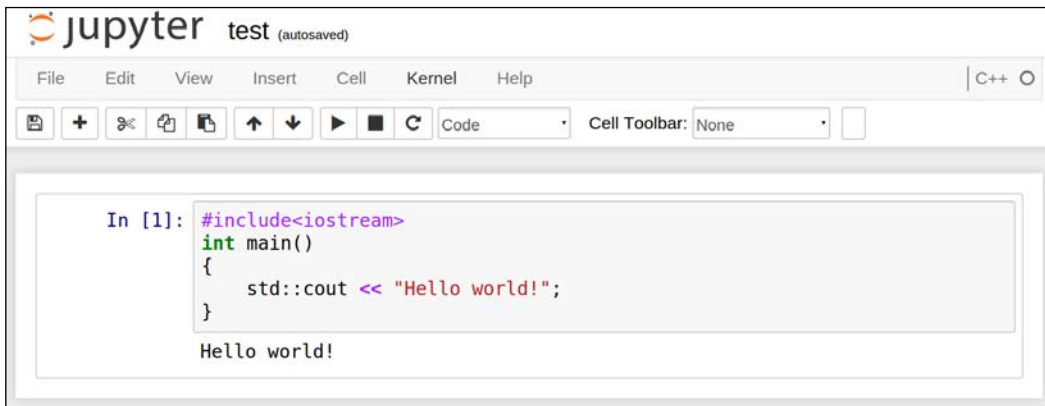 jupyter test (autosaved)
File Edit View Insert Cell Kernel Help C++
Code Cell Toolbar: None
In [1]: #include<iostream>
int main()
{
    std::cout << "Hello world!";
}
Hello world!